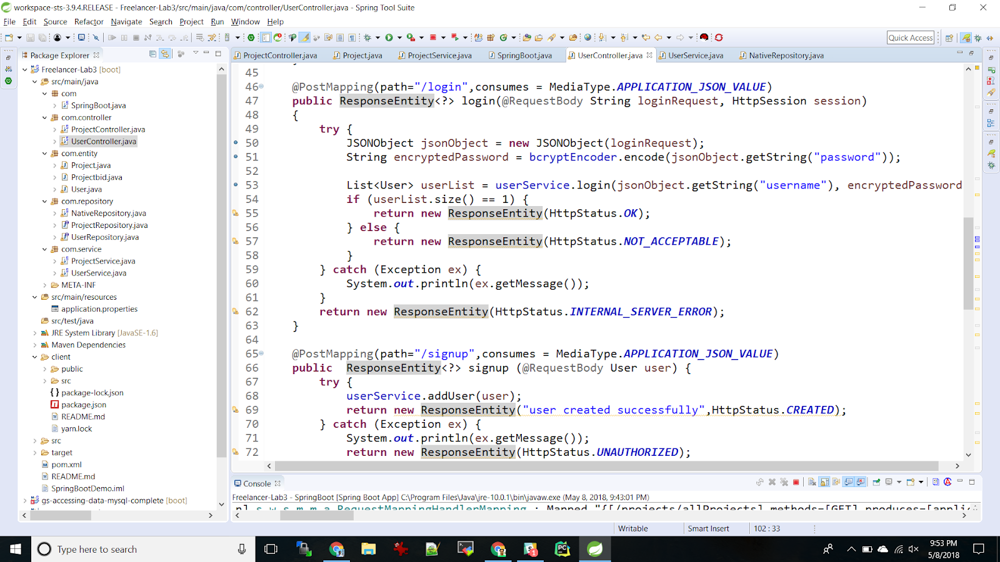 workspace-sts-3.9.4.RELEASE - Freelancer-Lab3/src/main/java/com/controller/UserController.java - Spring Tool Suite
File Edit Source Refactor Navigate Search Project Run Window Help
Quick Access
Package Explorer
Freelancer-Lab3 [boot]
src/main/java
com
SpringBoot.java
com.controller
ProjectController.java
UserController.java
com.entity
Project.java
Projectbid.java
User.java
com.repository
NativeRepository.java
ProjectRepository.java
UserRepository.java
com.service
ProjectService.java
UserService.java
META-INF
src/main/resources
application.properties
src/test/java
JRE System Library [JavaSE-1.6]
Maven Dependencies
client
public
src
package-lock.json
package.json
README.md
yarn.lock
src
target
pom.xml
README.md
SpringBootDemo.iml
gs-accessing-data-mysql-complete [boot]
ProjectController.java Project.java ProjectService.java SpringBoot.java UserController.java UserService.java NativeRepository.java
45
46 @PostMapping(path="/login",consumes = MediaType.APPLICATION_JSON_VALUE)
47 public ResponseEntity<?> login(@RequestBody String loginRequest, HttpSession session)
48 {
49 try {
50 JSONObject jsonObject = new JSONObject(loginRequest);
51 String encryptedPassword = bcryptEncoder.encode(jsonObject.getString("password"));
52
53 List<User> userList = userService.login(jsonObject.getString("username"), encryptedPassword
54 if (userList.size() == 1) {
55 return new ResponseEntity(HttpStatus.OK);
56 } else {
57 return new ResponseEntity(HttpStatus.NOT_ACCEPTABLE);
58 }
59 } catch (Exception ex) {
60 System.out.println(ex.getMessage());
61 }
62 return new ResponseEntity(HttpStatus.INTERNAL_SERVER_ERROR);
63 }
64
65 @PostMapping(path="/signup",consumes = MediaType.APPLICATION_JSON_VALUE)
66 public ResponseEntity<?> signup (@RequestBody User user) {
67 try {
68 userService.addUser(user);
69 return new ResponseEntity("user created successfully",HttpStatus.CREATED);
70 } catch (Exception ex) {
71 System.out.println(ex.getMessage());
72 return new ResponseEntity(HttpStatus.UNAUTHORIZED);
Console
Freelancer-Lab3 - SpringBoot [Spring Boot App] C:\Program Files\Java\jre-10.0.1\bin\javaw.exe (May 8, 2018, 9:43:01 PM)
n] s.w.s.m.m.a.RequestMappingHandlerMapping : Mapped "{[/projects/allProjects],methods=[GET],produces=[appli
Writable Smart Insert 102 : 33
Type here to search
9:53 PM
5/8/2018